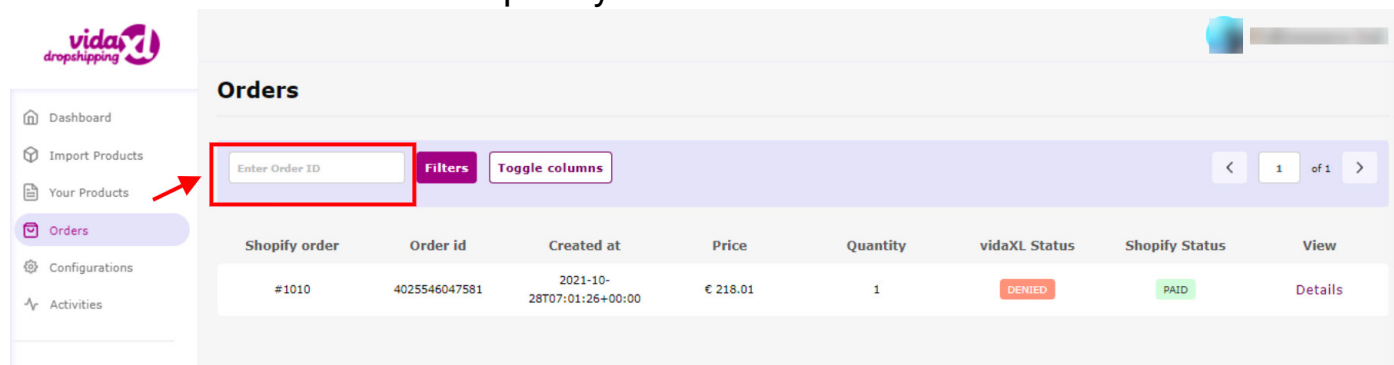 vidaxl
dropshipping
Orders
Dashboard
Import Products
Your Products
Orders
Configurations
Activities
Enter Order ID Filters Toggle columns 1 of 1
Shopify order Order id Created at Price Quantity vidaXL Status Shopify Status View
#1010 4025546047581 2021-10-28T07:01:26+00:00 € 218.01 1 DENIED PAID Details